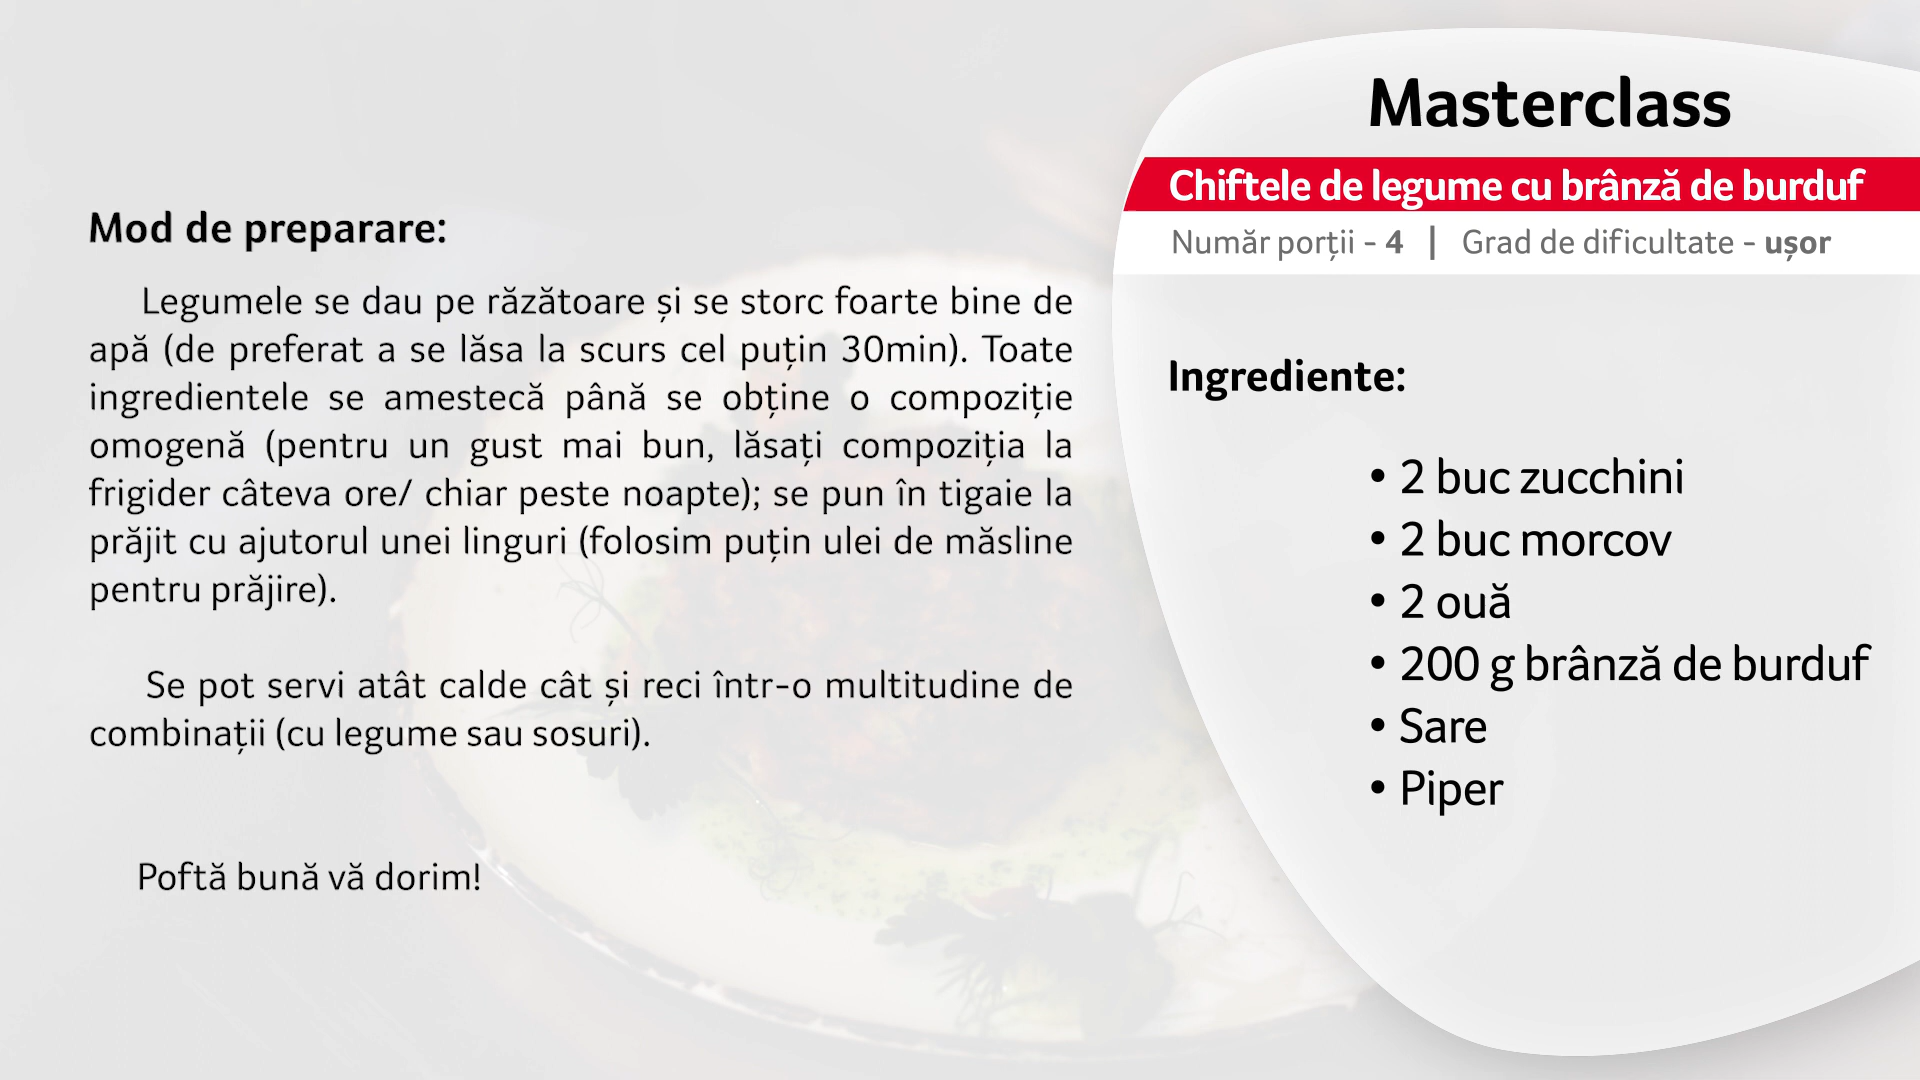 Masterclass
Chiftele de legume cu brânză de burduf
Număr porții - 4 | Grad de dificultate - ușor
Mod de preparare:
Legumele se dau pe răzătoare și se storc foarte bine de
apă (de preferat a se lăsa la scurs cel puțin 30min). Toate
ingredientele se amestecă până se obține o compoziție
omogenă (pentru un gust mai bun, lăsați compoziția la
frigider câteva ore/ chiar peste noapte); se pun în tigaie la
prăjit cu ajutorul unei linguri (folosim puțin ulei de măsline
pentru prăjire).
Se pot servi atât calde cât și reci într-o multitudine de
combinații (cu legume sau sosuri).
Poftă bună vă dorim!
Ingrediente:
• 2 buc zucchini
• 2 buc morcov
• 2 ouă
• 200 g brânză de burduf
• Sare
• Piper